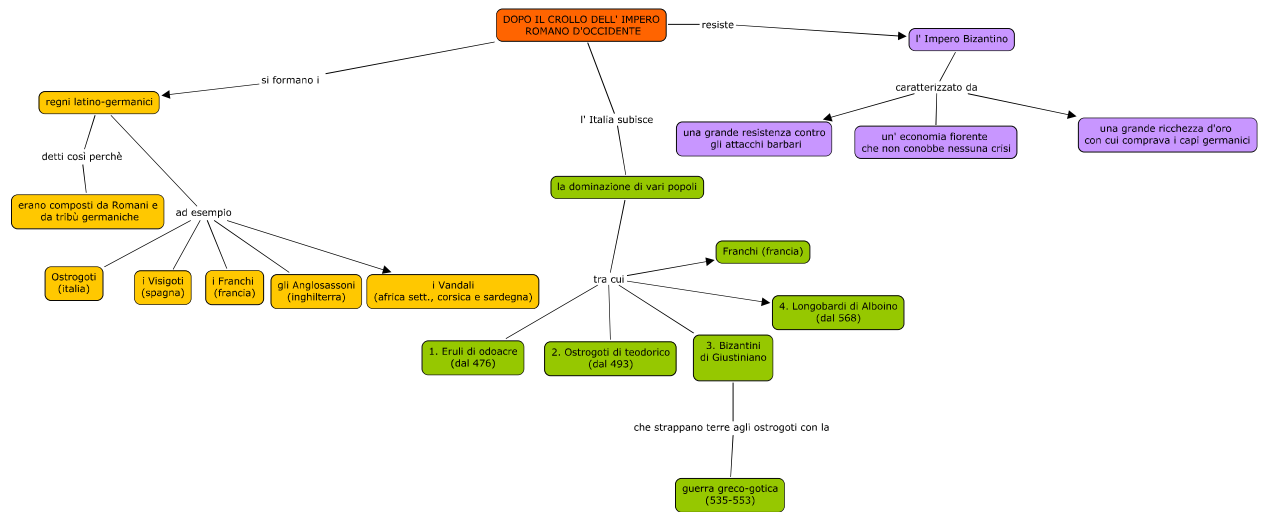 DOPO IL CROLLO DELL' IMPERO
ROMANO D'OCCIDENTE
resiste
l' Impero Bizantino
si formano i
regni latino-germanici
caratterizzato da
l' Italia subisce
una grande resistenza contro
gli attacchi barbari
un' economia fiorente
che non conobbe nessuna crisi
una grande ricchezza d'oro
con cui comprava i capi germanici
detti così perchè
la dominazione di vari popoli
erano composti da Romani e
da tribù germaniche
ad esempio
Ostrogoti
(italia)
i Visigoti
(spagna)
i Franchi
(francia)
gli Anglosassoni
(inghilterra)
i Vandali
(africa sett., corsica e sardegna)
tra cui
Franchi (francia)
4. Longobardi di Alboino
(dal 568)
1. Eruli di odoacre
(dal 476)
2. Ostrogoti di teodorico
(dal 493)
3. Bizantini
di Giustiniano
che strappano terre agli ostrogoti con la
guerra greco-gotica
(535-553)